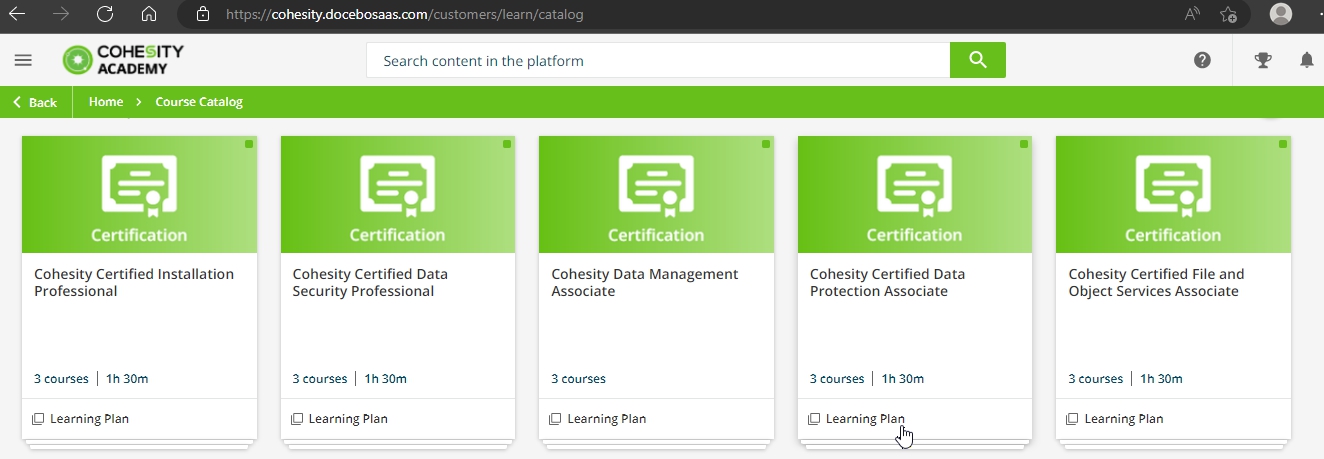 https://cohesity.docebosaas.com/customers/learn/catalog
COHESITY
ACADEMY
Search content in the platform
Back
Home > Course Catalog
Certification
Cohesity Certified Installation
Professional
3 courses | 1h 30m
Learning Plan
Certification
Cohesity Certified Data
Security Professional
3 courses | 1h 30m
Learning Plan
Certification
Cohesity Data Management
Associate
3 courses
Learning Plan
Certification
Cohesity Certified Data
Protection Associate
3 courses | 1h 30m
Learning Plan
Certification
Cohesity Certified File and
Object Services Associate
3 courses | 1h 30m
Learning Plan